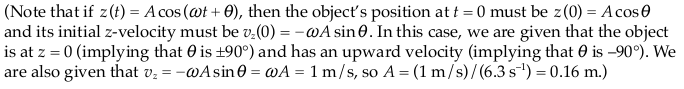 (Note that if z(t) = A cos(ωt + θ), then the object's position at t = 0 must be z(0) = A cosθ
and its initial z-velocity must be v_z(0) = −ωA sinθ. In this case, we are given that the object
is at z = 0 (implying that θ is ±90°) and has an upward velocity (implying that θ is –90°). We
are also given that v_z = −ωA sinθ = ωA = 1 m/s, so A = (1 m/s)/(6.3 s⁻¹) = 0.16 m.)